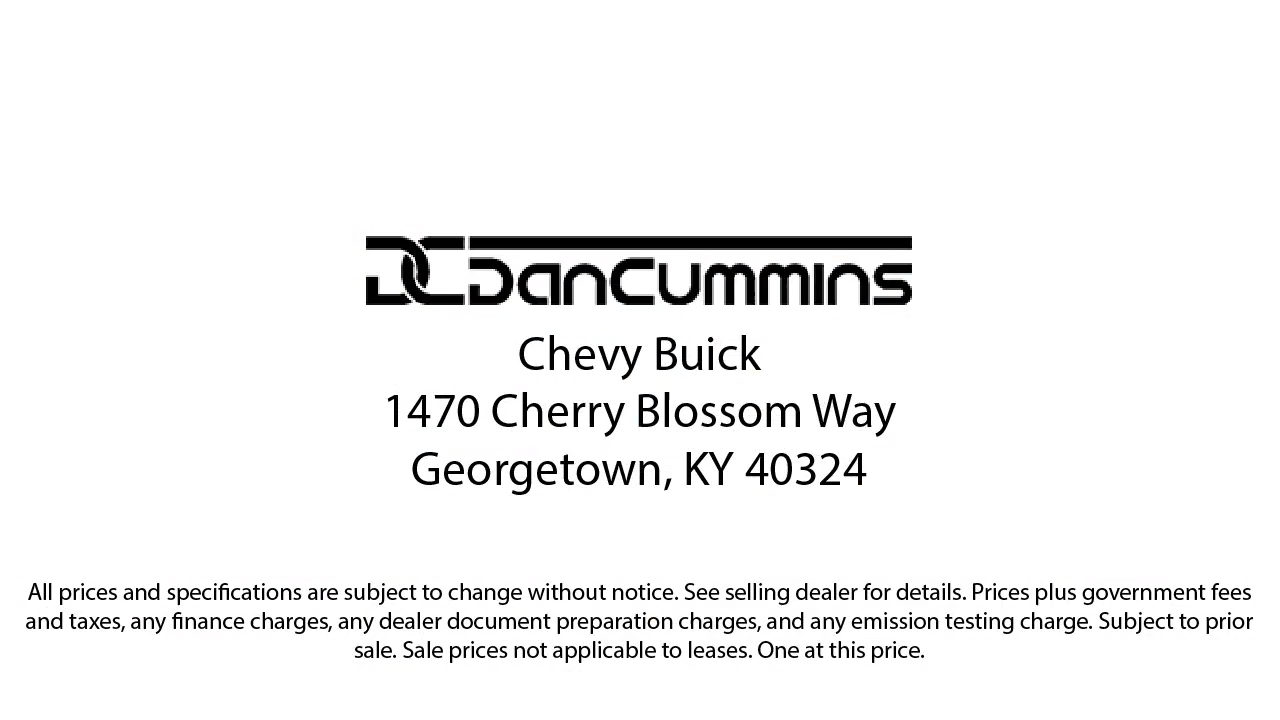 DC DanCummins
Chevy Buick
1470 Cherry Blossom Way
Georgetown, KY 40324
All prices and specifications are subject to change without notice. See selling dealer for details. Prices plus government fees
and taxes, any finance charges, any dealer document preparation charges, and any emission testing charge. Subject to prior
sale. Sale prices not applicable to leases. One at this price.